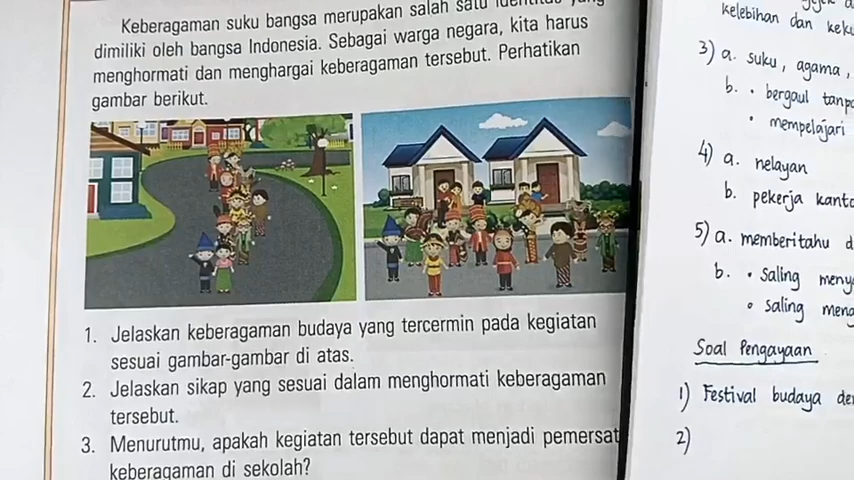 Keberagaman suku bangsa merupakan salah satu
dimiliki oleh bangsa Indonesia. Sebagai warga negara, kita harus
menghormati dan menghargai keberagaman tersebut. Perhatikan
gambar berikut.
1. Jelaskan keberagaman budaya yang tercermin pada kegiatan
sesuai gambar-gambar di atas.
2. Jelaskan sikap yang sesuai dalam menghormati keberagaman
tersebut.
3. Menurutmu, apakah kegiatan tersebut dapat menjadi pemersat
keberagaman di sekolah?
kelebihan dan keku
3) a. suku, agama,
b. • bergaul tanpa
• mempelajari
4) a. nelayan
b. pekerja kanto
5) a. memberitahu d
b. • saling meny
• saling meng
Soal Pengayaan
1) Festival budaya de
2)